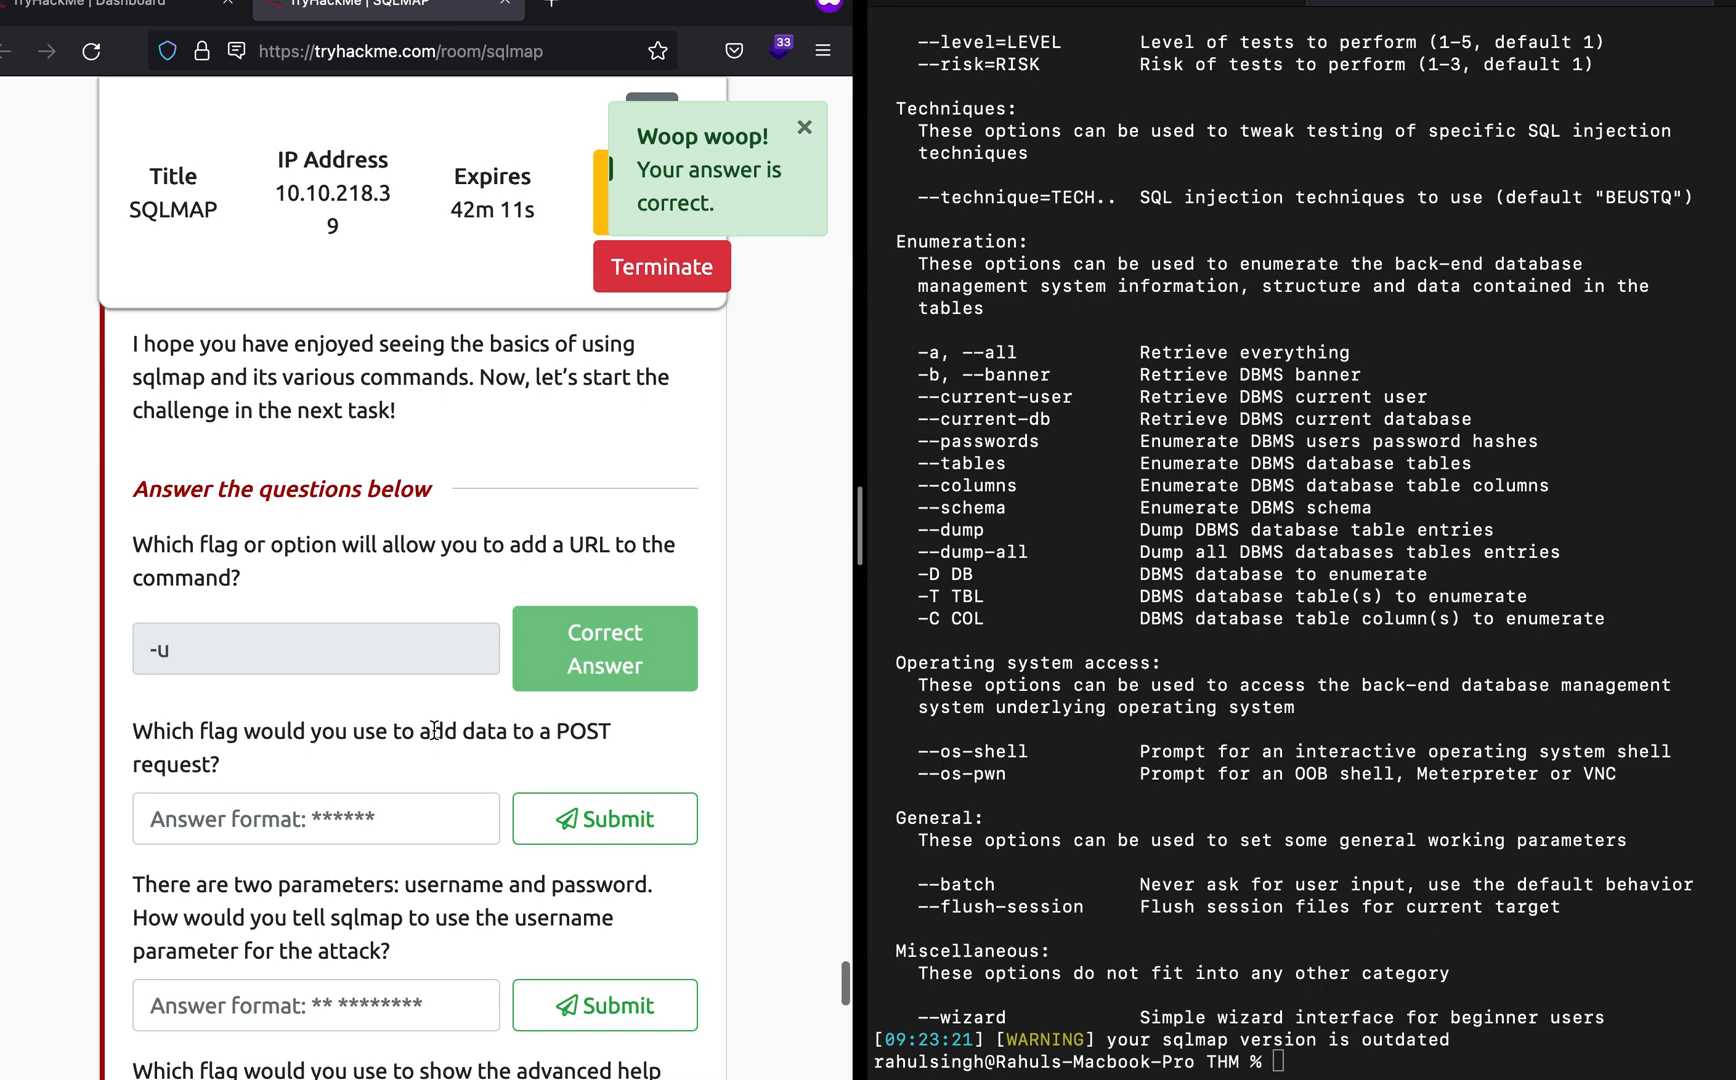 TryHackMe | Dashboard
TryHackMe | SQLMAP
https://tryhackme.com/room/sqlmap
33
Title
SQLMAP
IP Address
10.10.218.3
9
Expires
42m 11s
Woop woop!
Your answer is
correct.
Terminate
I hope you have enjoyed seeing the basics of using
sqlmap and its various commands. Now, let's start the
challenge in the next task!
Answer the questions below
Which flag or option will allow you to add a URL to the
command?
-u
Correct
Answer
Which flag would you use to add data to a POST
request?
Answer format: ******
Submit
There are two parameters: username and password.
How would you tell sqlmap to use the username
parameter for the attack?
Answer format: ** ********
Submit
Which flag would you use to show the advanced help
--level=LEVEL Level of tests to perform (1-5, default 1)
--risk=RISK Risk of tests to perform (1-3, default 1)
Techniques:
These options can be used to tweak testing of specific SQL injection
techniques
--technique=TECH.. SQL injection techniques to use (default "BEUSTQ")
Enumeration:
These options can be used to enumerate the back-end database
management system information, structure and data contained in the
tables
-a, --all Retrieve everything
-b, --banner Retrieve DBMS banner
--current-user Retrieve DBMS current user
--current-db Retrieve DBMS current database
--passwords Enumerate DBMS users password hashes
--tables Enumerate DBMS database tables
--columns Enumerate DBMS database table columns
--schema Enumerate DBMS schema
--dump Dump DBMS database table entries
--dump-all Dump all DBMS databases tables entries
-D DB DBMS database to enumerate
-T TBL DBMS database table(s) to enumerate
-C COL DBMS database table column(s) to enumerate
Operating system access:
These options can be used to access the back-end database management
system underlying operating system
--os-shell Prompt for an interactive operating system shell
--os-pwn Prompt for an OOB shell, Meterpreter or VNC
General:
These options can be used to set some general working parameters
--batch Never ask for user input, use the default behavior
--flush-session Flush session files for current target
Miscellaneous:
These options do not fit into any other category
--wizard Simple wizard interface for beginner users
[09:23:21] [WARNING] your sqlmap version is outdated
rahulsingh@Rahuls-Macbook-Pro THM %